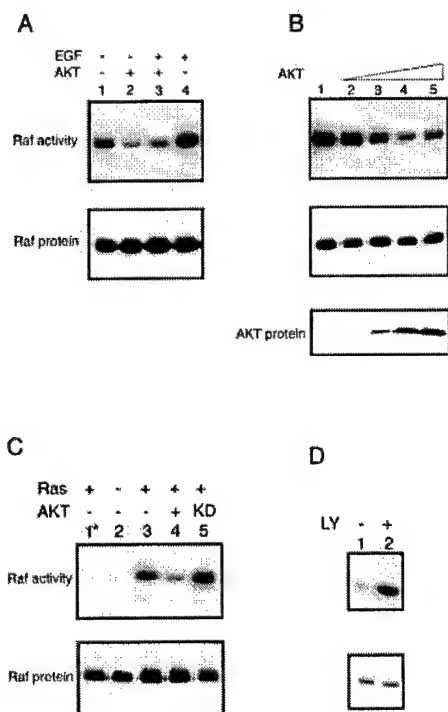 A
EGF - - + +
AKT - + + -
1 2 3 4
Raf activity
Raf protein
B
AKT
1 2 3 4 5
AKT protein
C
Ras + - + + +
AKT - - - + KD
1* 2 3 4 5
Raf activity
Raf protein
D
LY - +
1 2